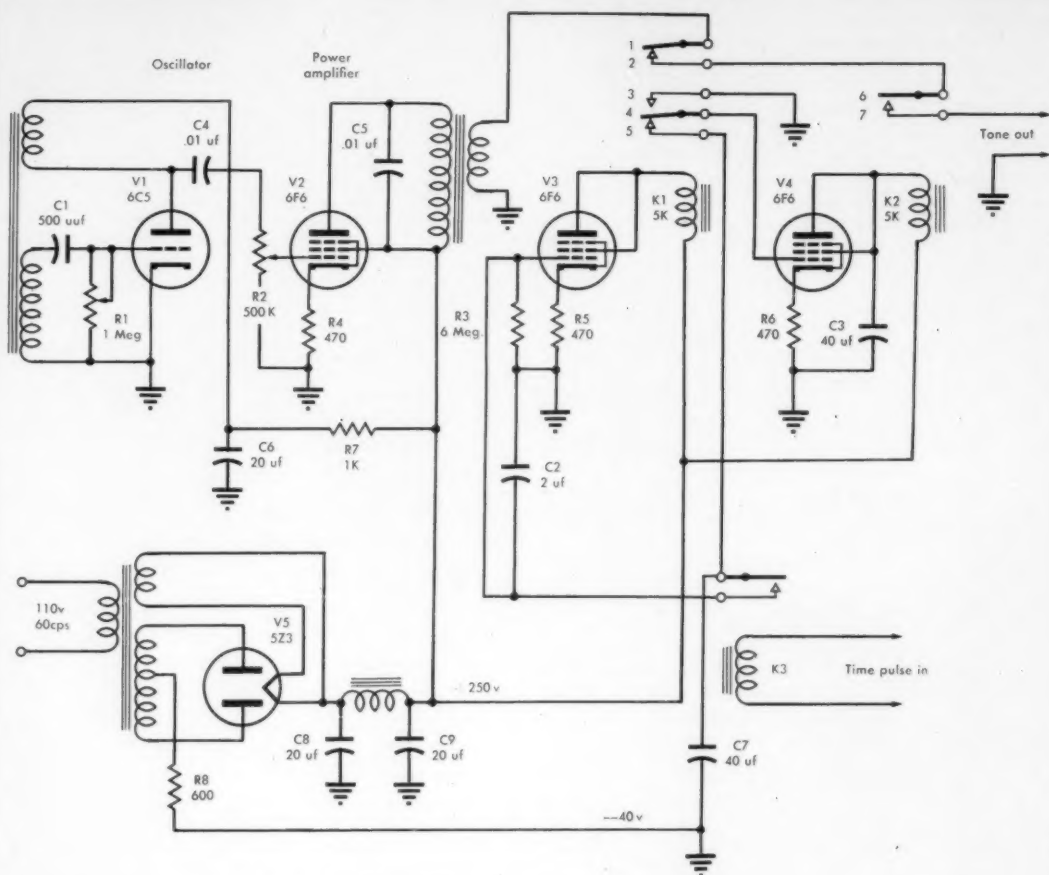 Oscillator
Power
amplifier
C4
.01 uf
C5
.01 uf
V1
6C5
V2
6F6
C1
500 uuf
R1
1 Meg
R2
500 K
R4
470
V3
6F6
K1
5K
R3
6 Meg.
R5
470
V4
6F6
K2
5K
R6
470
C3
40 uf
1
2
3
4
5
6
7
Tone out
C6
20 uf
R7
1K
C2
2 uf
110v
60cps
V5
5Z3
250 v
C8
20 uf
C9
20 uf
R8
600
K3
Time pulse in
C7
40 uf
—40 v